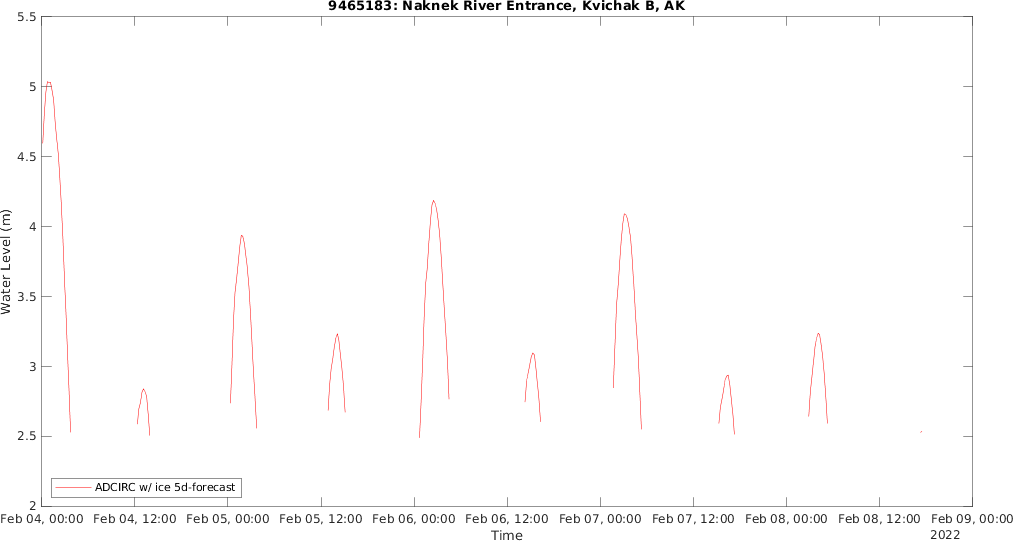 9465183: Naknek River Entrance, Kvichak B, AK
5.5
5
4.5
4
3.5
3
2.5
2
Water Level (m)
ADCIRC w/ ice 5d-forecast
Feb 04, 00:00 Feb 04, 12:00 Feb 05, 00:00 Feb 05, 12:00 Feb 06, 00:00 Feb 06, 12:00 Feb 07, 00:00 Feb 07, 12:00 Feb 08, 00:00 Feb 08, 12:00 Feb 09, 00:00
Time
2022